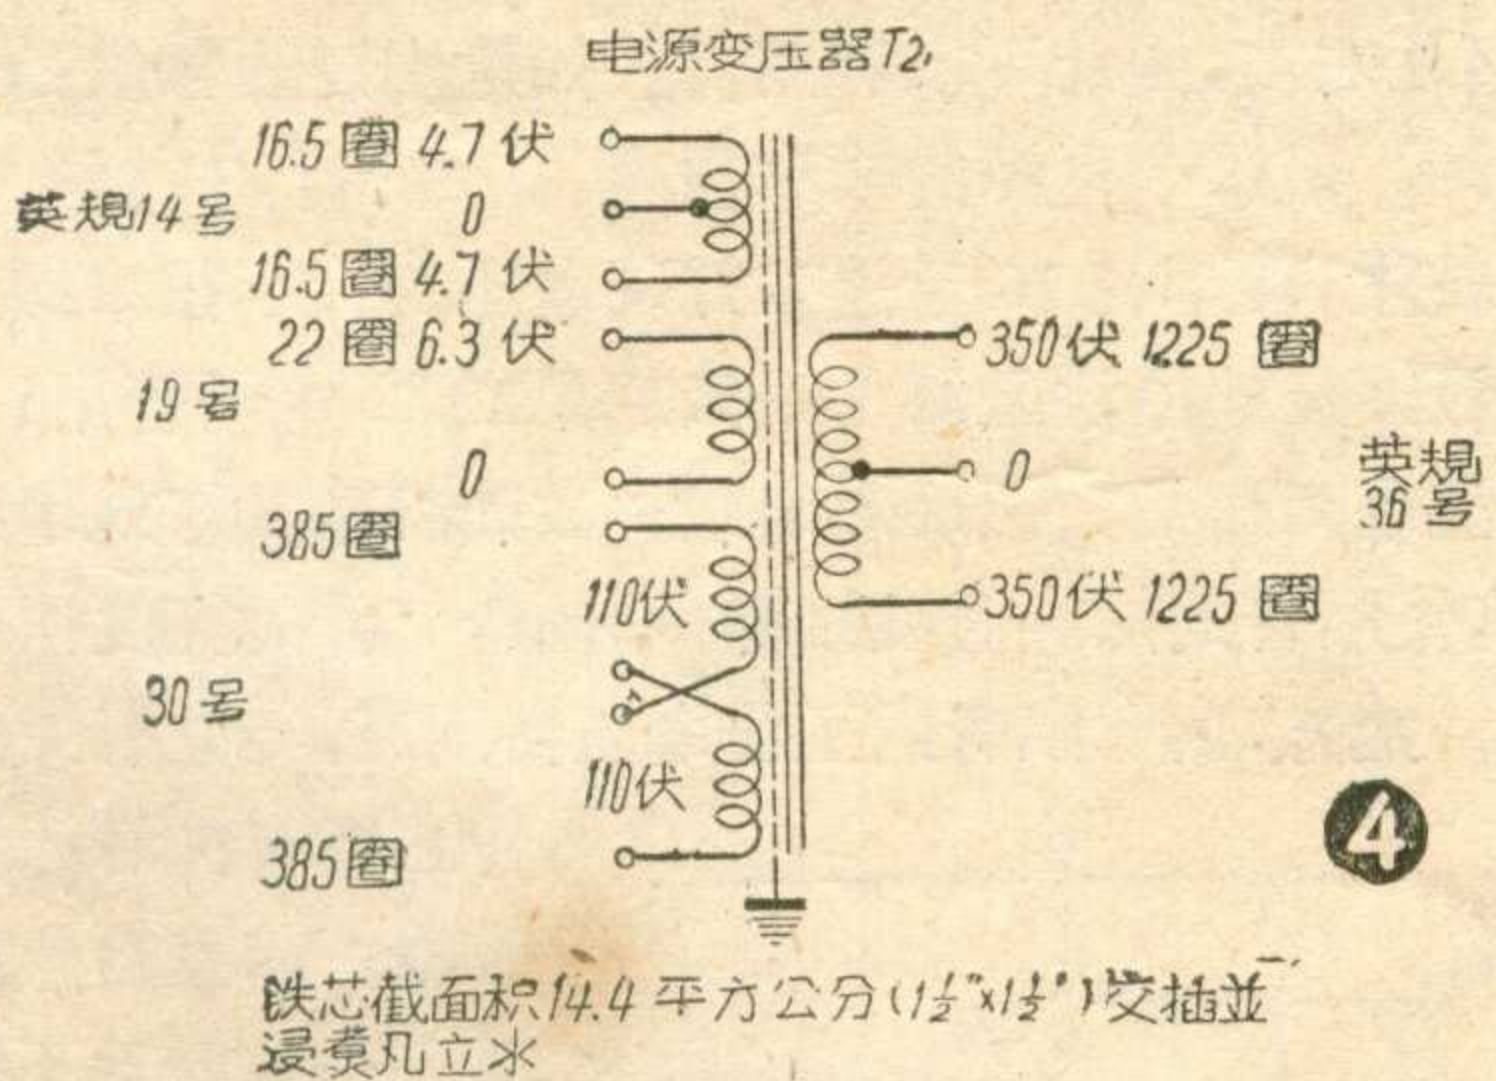 电源变压器T2
16.5圈 4.7伏
英規14号 0
16.5圈 4.7伏
22圈 6.3伏
19号
0
385圈
110伏
30号
110伏
385圈
350伏 1225圈
0
英規
36号
350伏 1225圈
4
鉄芯截面积14.4平方公分(1½"x1½")交插並
浸煮凡立水